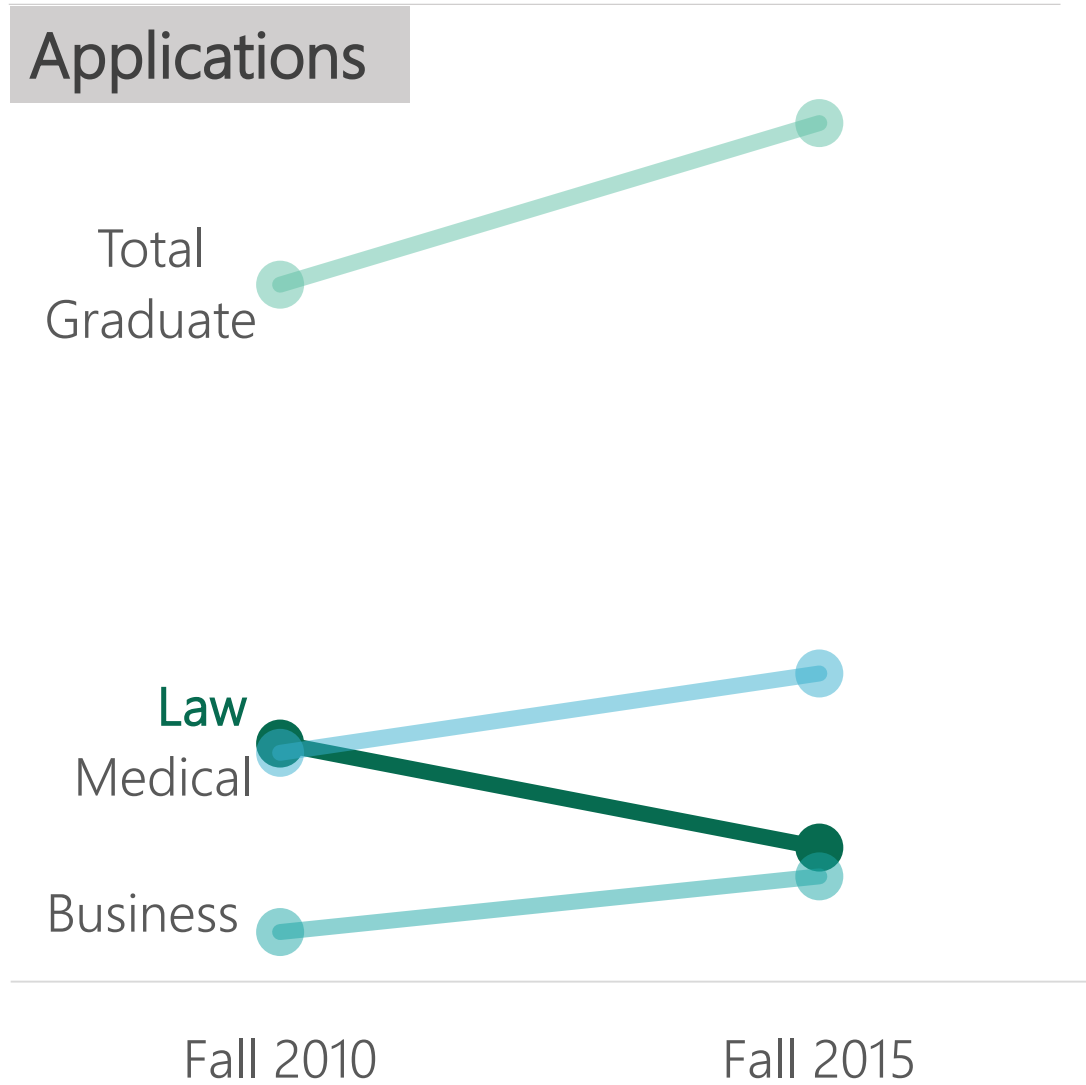 Applications
Total
Graduate
Law
Medical
Business
Fall 2010
Fall 2015